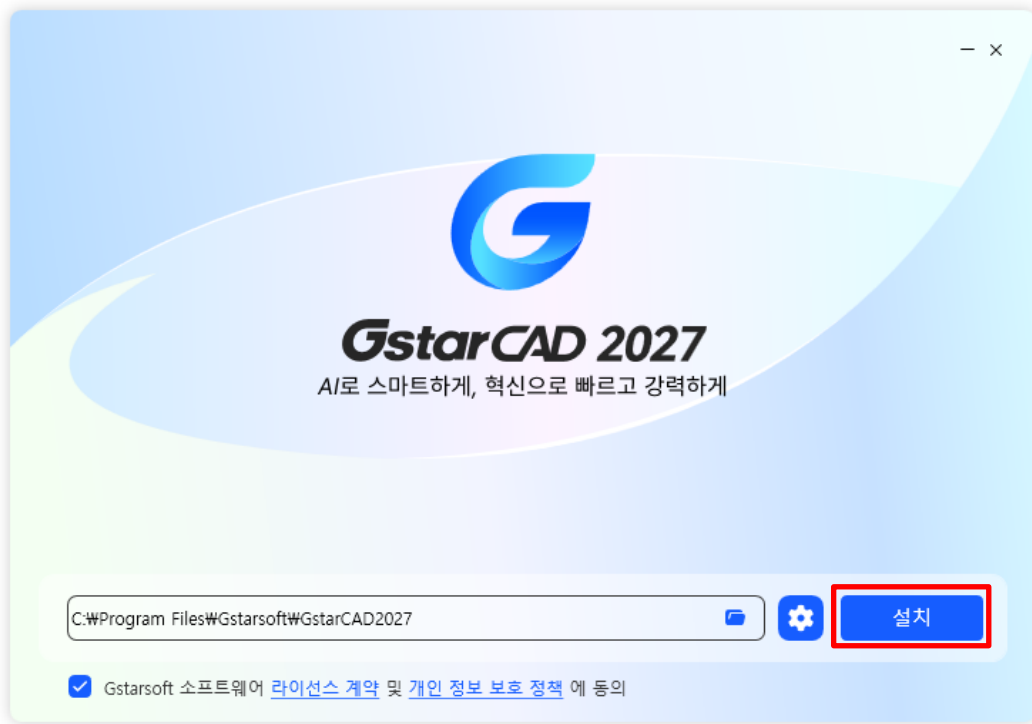 GstarCAD 2027
AI로 스마트하게, 혁신으로 빠르고 강력하게
C:₩Program Files₩Gstarsoft₩GstarCAD2027
설치
Gstarsoft 소프트웨어 라이선스 계약 및 개인 정보 보호 정책 에 동의